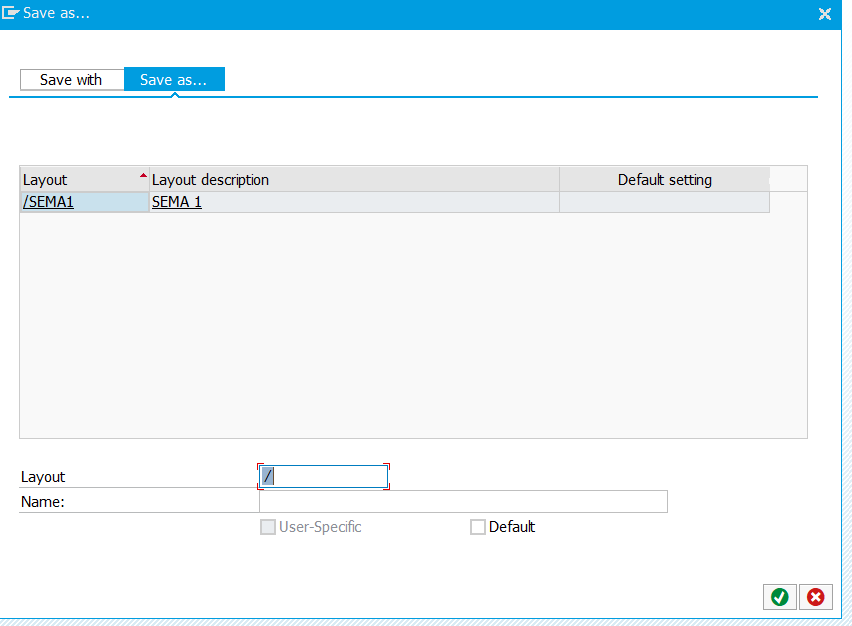 Save as...
Save with Save as...
Layout Layout description Default setting
/SEMA1 SEMA 1
Layout /
Name:
User-Specific Default